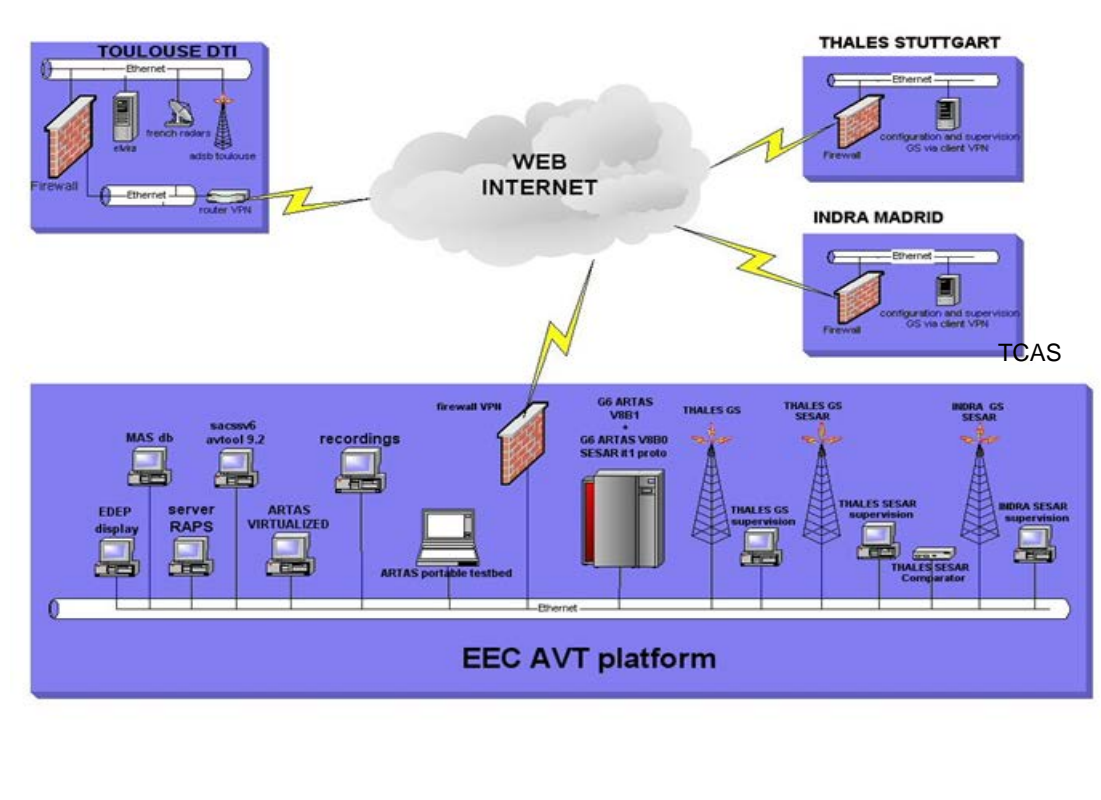 TOULOUSE DTI
Ethernet
elvira
french radars
adsb toulouse
Firewall
Ethernet
router VPN
WEB
INTERNET
THALES STUTTGART
Ethernet
Firewall
configuration and supervision
GS via client VPN
INDRA MADRID
Ethernet
Firewall
configuration and supervision
GS via client VPN
TCAS
MAS db
sacssv6
avtool 9.2
recordings
firewall VPN
G6 ARTAS
V8B1
+
G6 ARTAS V8B0
SESAR it1 proto
THALES GS
THALES GS
SESAR
INDRA GS
SESAR
EDEP
display
server
RAPS
ARTAS
VIRTUALIZED
ARTAS portable testbed
THALES GS
supervision
THALES SESAR
supervision
THALES SESAR
Comparator
INDRA SESAR
supervision
Ethernet
EEC AVT platform